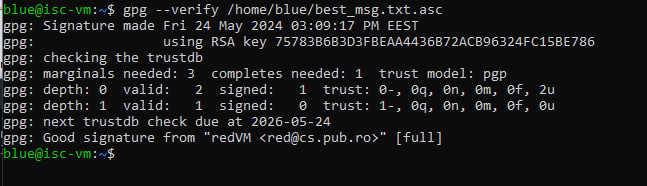 blue@isc-vm:~$ gpg --verify /home/blue/best_msg.txt.asc
gpg: Signature made Fri 24 May 2024 03:09:17 PM EEST
gpg:                using RSA key 75783B6B3D3FBEAA4436B72ACB96324FC15BE786
gpg: checking the trustdb
gpg: marginals needed: 3  completes needed: 1  trust model: pgp
gpg: depth: 0  valid:   2  signed:   1  trust: 0-, 0q, 0n, 0m, 0f, 2u
gpg: depth: 1  valid:   1  signed:   0  trust: 1-, 0q, 0n, 0m, 0f, 0u
gpg: next trustdb check due at 2026-05-24
gpg: Good signature from "redVM <red@cs.pub.ro>" [full]
blue@isc-vm:~$